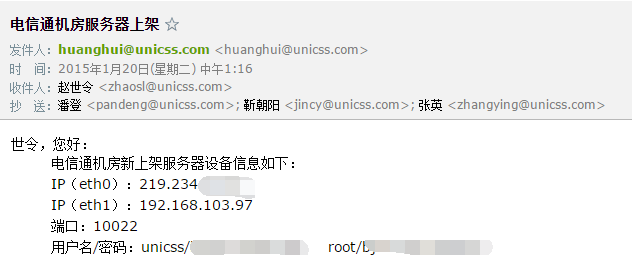 电信通机房服务器上架
发件人：huanghui@unicss.com <huanghui@unicss.com>
时 间：2015年1月20日(星期二) 中午1:16
收件人：赵世令 <zhaosl@unicss.com>
抄 送：潘登 <pandeng@unicss.com>; 靳朝阳 <jincy@unicss.com>; 张英 <zhangying@unicss.com>
世令，您好：
电信通机房新上架服务器设备信息如下：
IP（eth0）：219.234
IP（eth1）：192.168.103.97
端口：10022
用户名/密码：unicss/ root/